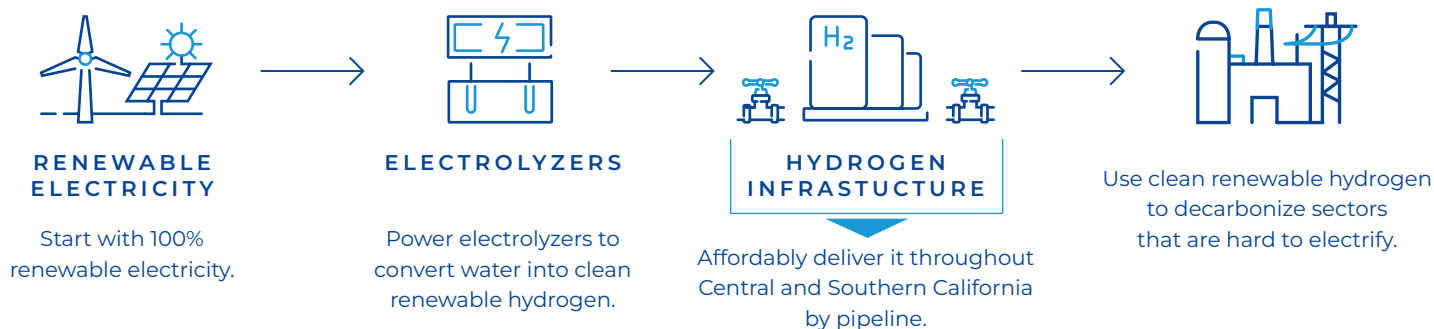 H2
RENEWABLE
ELECTRICITY
Start with 100%
renewable electricity.
ELECTROLYZERS
Power electrolyzers to
convert water into clean
renewable hydrogen.
HYDROGEN
INFRASTUCTURE
Affordably deliver it throughout
Central and Southern California
by pipeline.
Use clean renewable hydrogen
to decarbonize sectors
that are hard to electrify.